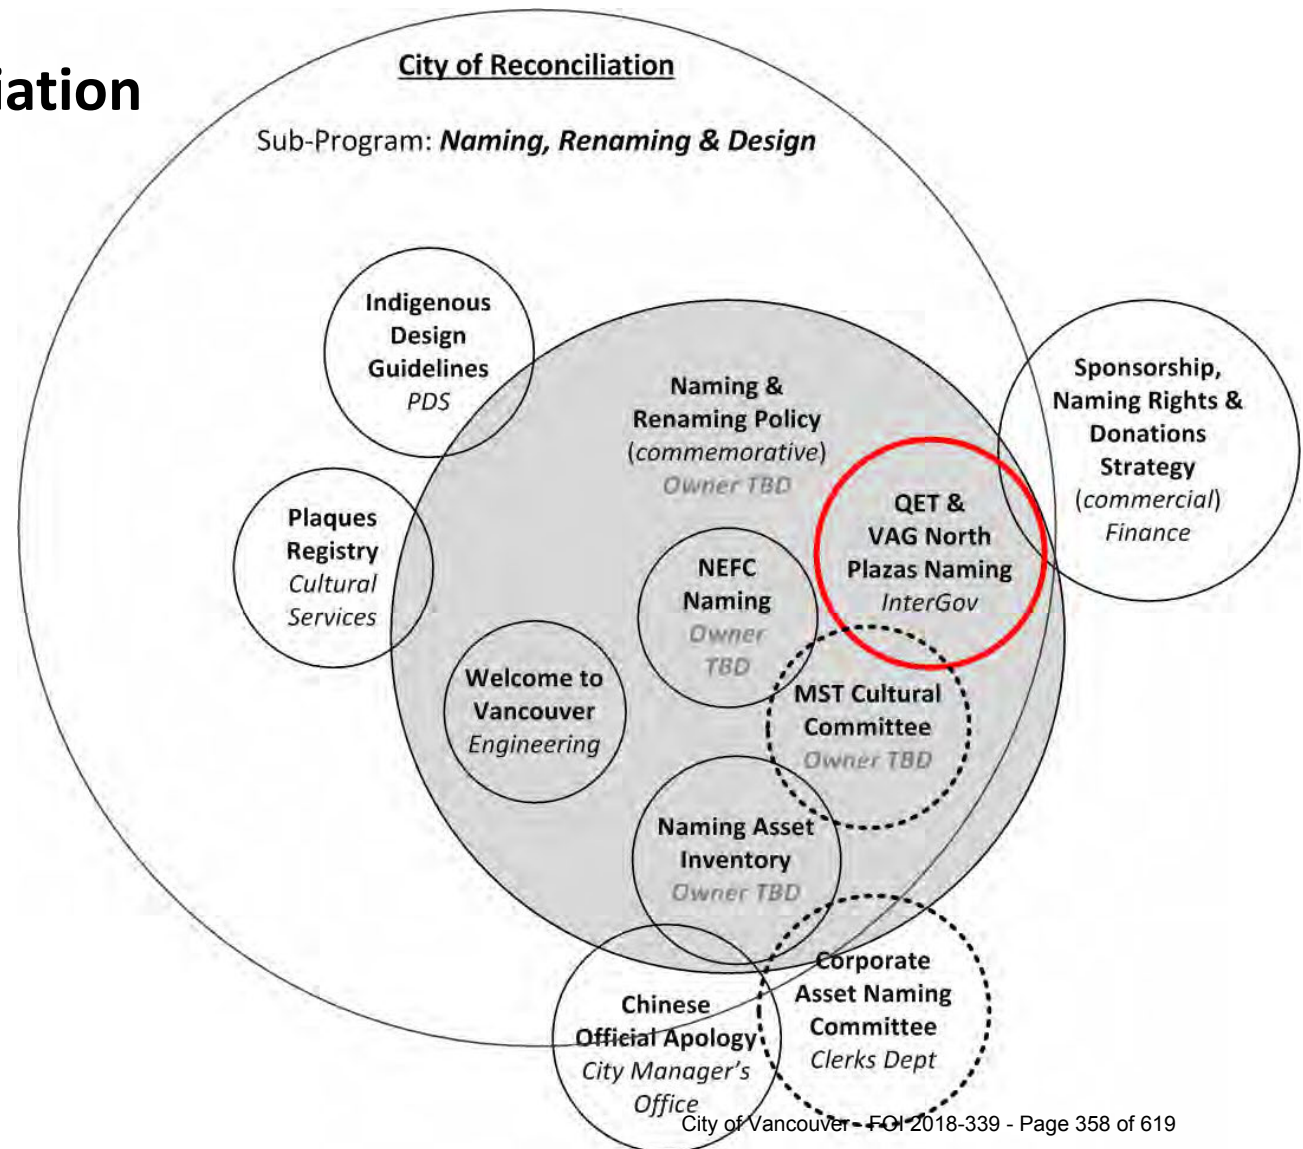 iation
City of Reconciliation
Sub-Program: Naming, Renaming & Design
Indigenous
Design
Guidelines
PDS
Naming &
Renaming Policy
(commemorative)
Owner TBD
Sponsorship,
Naming Rights &
Donations
Strategy
(commercial)
Finance
QET &
VAG North
Plazas Naming
InterGov
Plaques
Registry
Cultural
Services
NEFC
Naming
Owner
TBD
Welcome to
Vancouver
Engineering
MST Cultural
Committee
Owner TBD
Naming Asset
Inventory
Owner TBD
Chinese
Official Apology
City Manager's
Office
Corporate
Asset Naming
Committee
Clerks Dept
City of Vancouver - FOI 2018-339 - Page 358 of 619